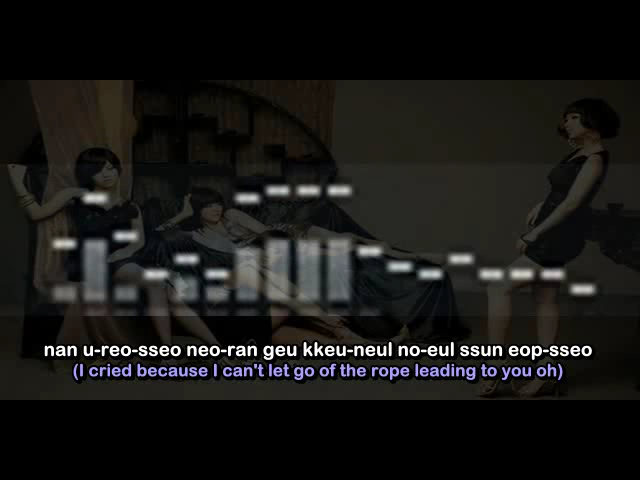 nan u-reo-sseo neo-ran geu kkeu-neul no-eul ssun eop-sseo
(I cried because I can't let go of the rope leading to you oh)